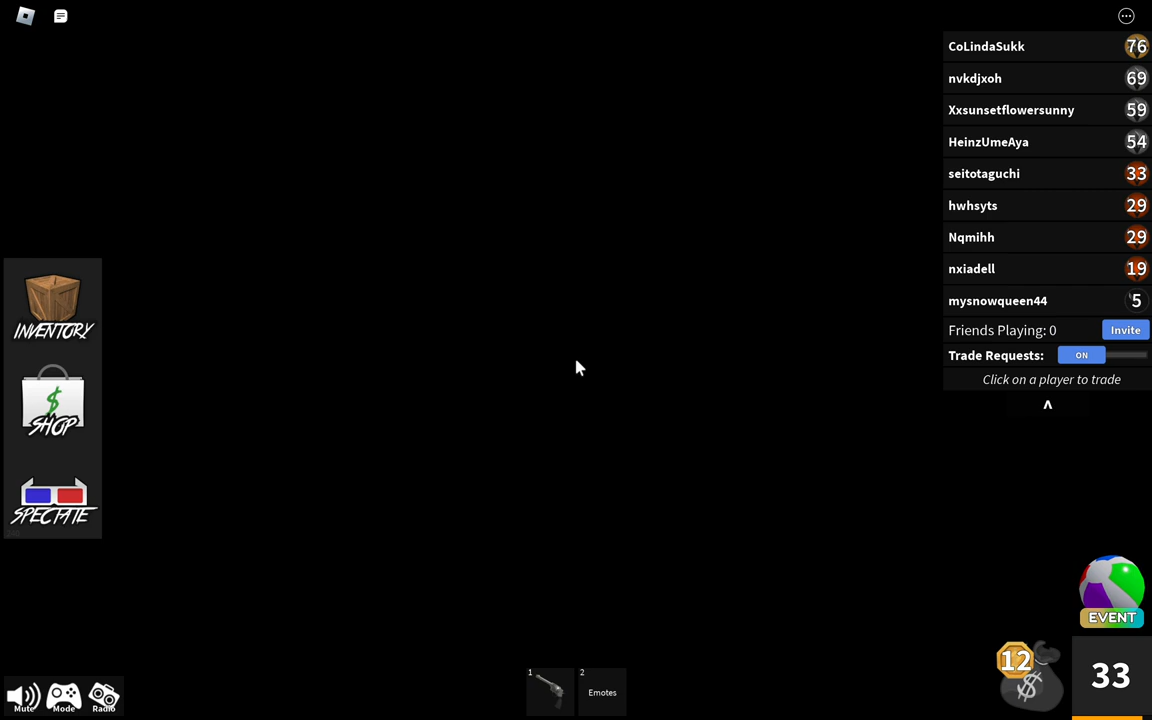 CoLindaSukk 76
nvkdjxoh 69
Xxsunsetflowersunny 59
HeinzUmeAya 54
seitotaguchi 33
hwhsyts 29
Nqmihh 29
nxiadell 19
mysnowqueen44 5
Friends Playing: 0 Invite
Trade Requests: ON
Click on a player to trade
INVENTORY
$
SHOP
SPECTATE
EVENT
12
$
33
1
2
Emotes
Mute
Mode
Radio